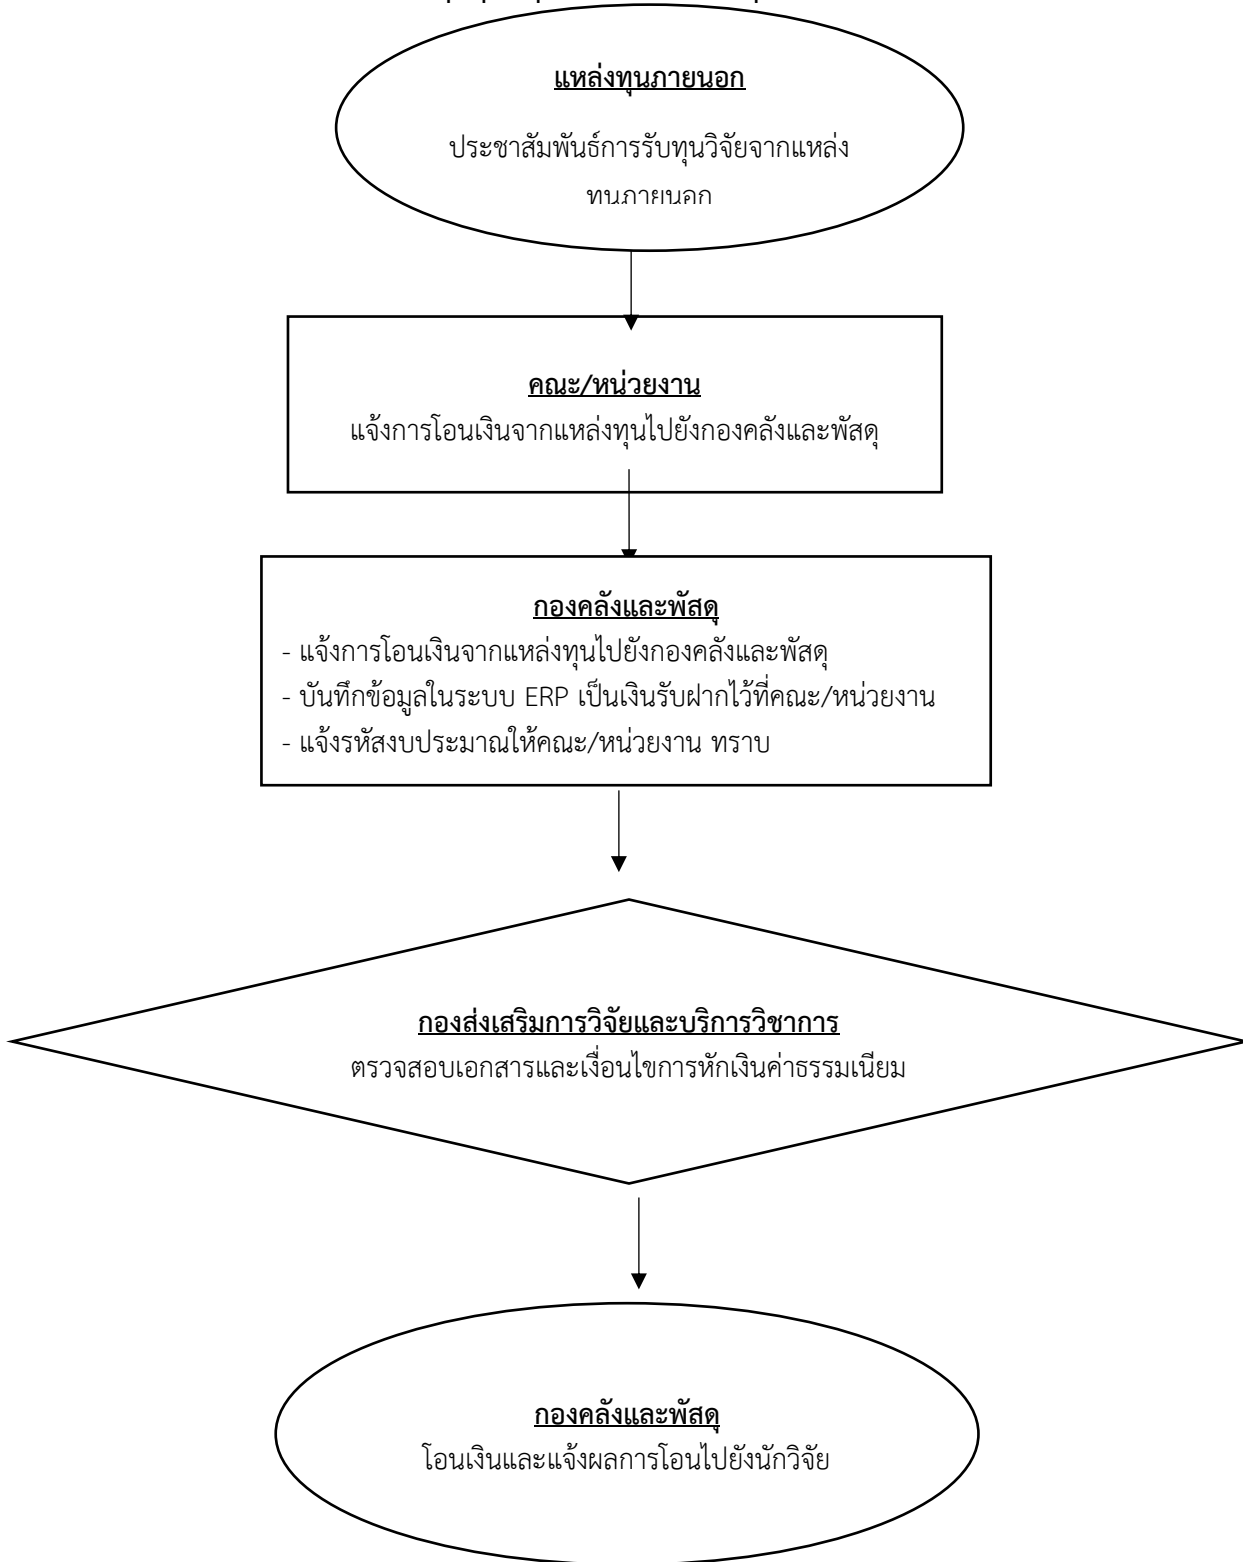 แหล่งทุนภายนอก
ประชาสัมพันธ์การรับทุนวิจัยจากแหล่ง
ทุนภายนอก
คณะ/หน่วยงาน
แจ้งการโอนเงินจากแหล่งทุนไปยังกองคลังและพัสดุ
กองคลังและพัสดุ
- แจ้งการโอนเงินจากแหล่งทุนไปยังกองคลังและพัสดุ
- บันทึกข้อมูลในระบบ ERP เป็นเงินรับฝากไว้ที่คณะ/หน่วยงาน
- แจ้งรหัสงบประมาณให้คณะ/หน่วยงาน ทราบ
กองส่งเสริมการวิจัยและบริการวิชาการ
ตรวจสอบเอกสารและเงื่อนไขการหักเงินค่าธรรมเนียม
กองคลังและพัสดุ
โอนเงินและแจ้งผลการโอนไปยังนักวิจัย